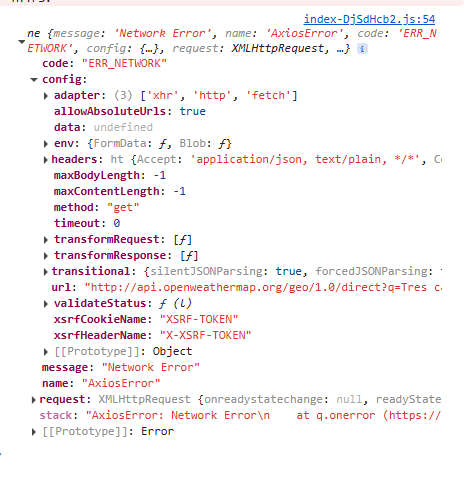 index-DjSdHcb2.js:54
ne {message: 'Network Error', name: 'AxiosError', code: 'ERR_N
ETWORK', config: {…}, request: XMLHttpRequest, …} i
code: "ERR_NETWORK"
config:
adapter: (3) ['xhr', 'http', 'fetch']
allowAbsoluteUrls: true
data: undefined
env: {FormData: ƒ, Blob: ƒ}
headers: ht {Accept: 'application/json, text/plain, */*', Co
maxBodyLength: -1
maxContentLength: -1
method: "get"
timeout: 0
transformRequest: [ƒ]
transformResponse: [ƒ]
transitional: {silentJSONParsing: true, forcedJSONParsing:
url: "http://api.openweathermap.org/geo/1.0/direct?q=Tres ca
validateStatus: ƒ (l)
xsrfCookieName: "XSRF-TOKEN"
xsrfHeaderName: "X-XSRF-TOKEN"
[[Prototype]]: Object
message: "Network Error"
name: "AxiosError"
request: XMLHttpRequest {onreadystatechange: null, readyState
stack: "AxiosError: Network Error\n    at q.onerror (https://
[[Prototype]]: Error